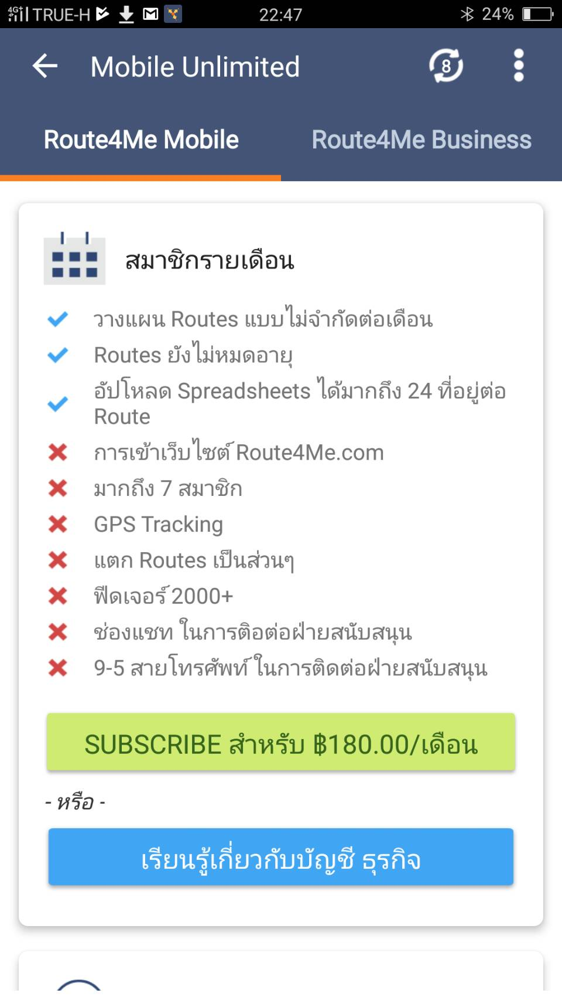 4G+ TRUE-H 22:47 24%
Mobile Unlimited 8
Route4Me Mobile Route4Me Business
สมาชิกรายเดือน
วางแผน Routes แบบไม่จำกัดต่อเดือน
Routes ยังไม่หมดอายุ
อัปโหลด Spreadsheets ได้มากถึง 24 ที่อยู่ต่อ
Route
การเข้าเว็บไซต์ Route4Me.com
มากถึง 7 สมาชิก
GPS Tracking
แตก Routes เป็นส่วนๆ
ฟีดเจอร์ 2000+
ช่องแชท ในการติอต่อฝ่ายสนับสนุน
9-5 สายโทรศัพท์ ในการติดต่อฝ่ายสนับสนุน
SUBSCRIBE สำหรับ ฿180.00/เดือน
- หรือ -
เรียนรู้เกี่ยวกับบัญชี ธุรกิจ